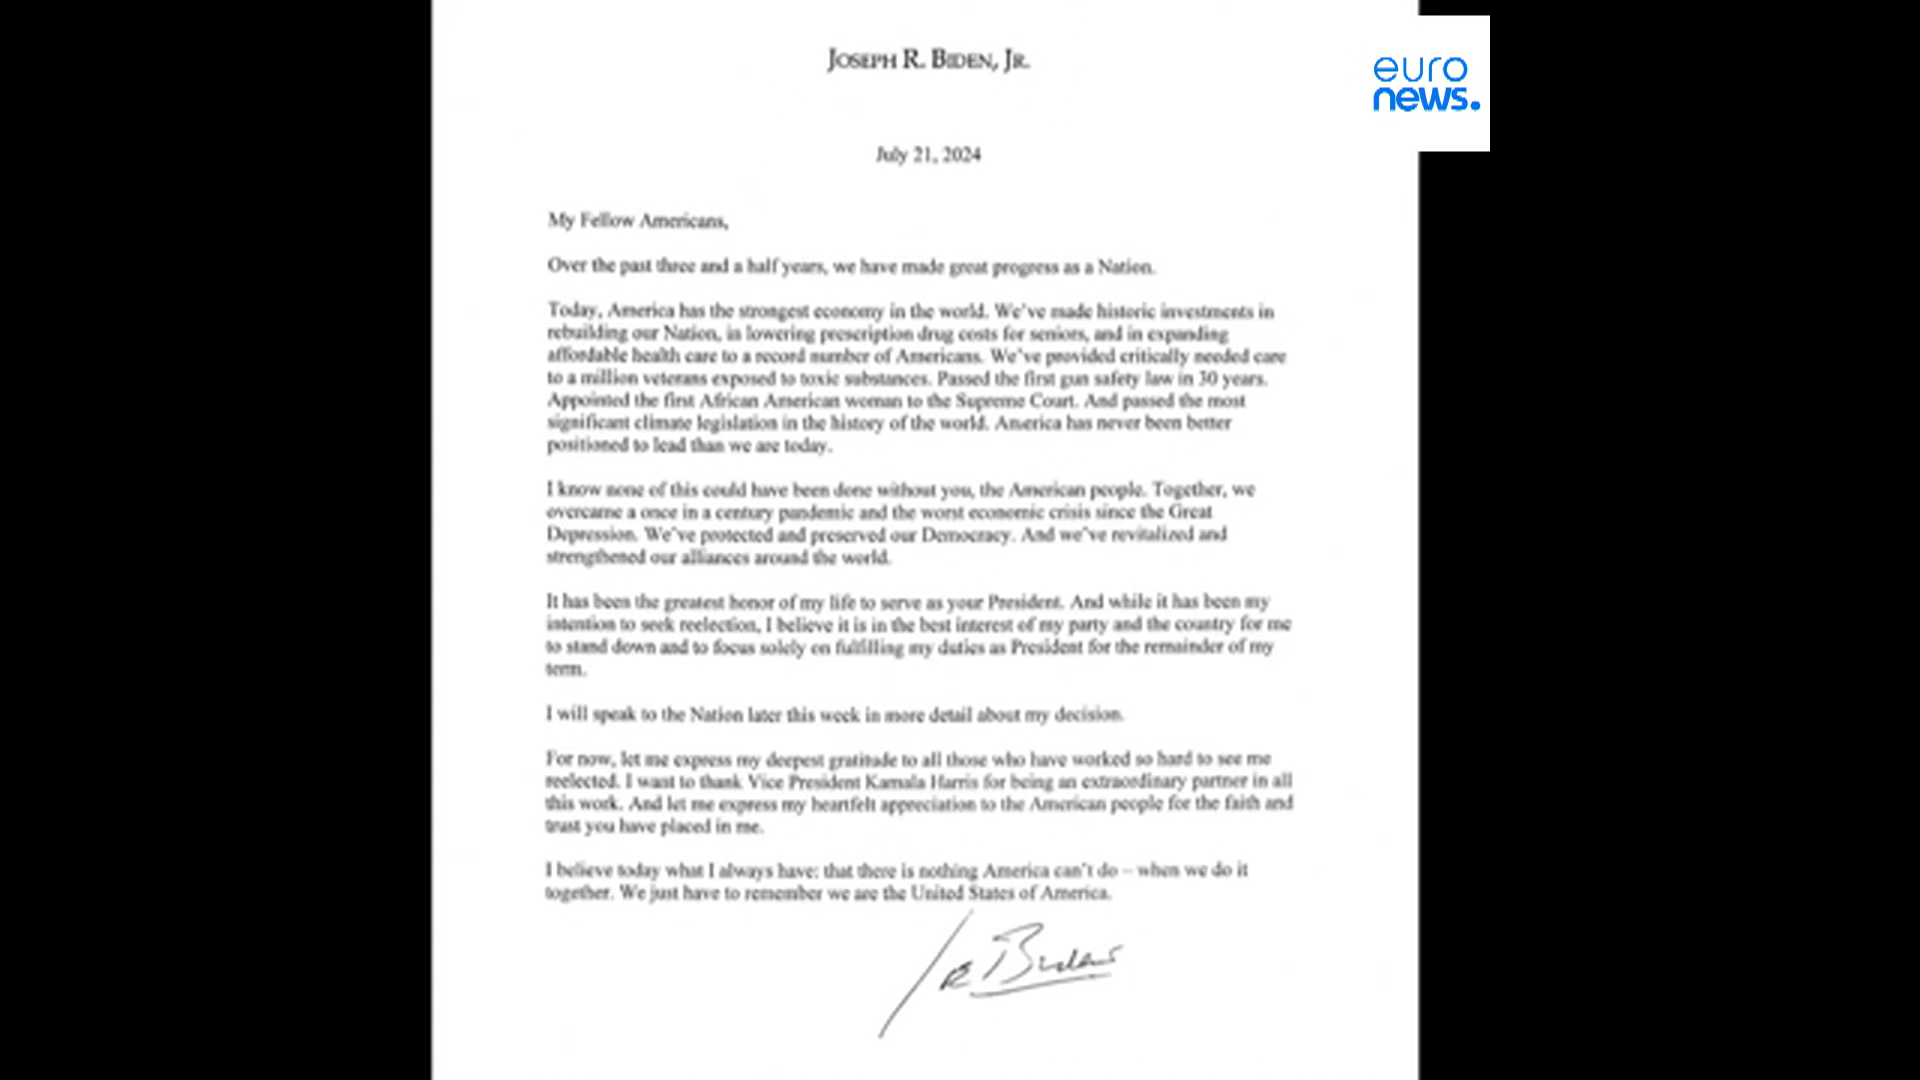 JOSEPH R. BIDEN, JR.
euro
news.
July 21, 2024
My Fellow Americans,
Over the past three and a half years, we have made great progress as a Nation.
Today, America has the strongest economy in the world. We've made historic investments in
rebuilding our Nation, in lowering prescription drug costs for seniors, and in expanding
affordable health care to a record number of Americans. We've provided critically needed care
to a million veterans exposed to toxic substances. Passed the first gun safety law in 30 years.
Appointed the first African American woman to the Supreme Court. And passed the most
significant climate legislation in the history of the world. America has never been better
positioned to lead than we are today.
I know none of this could have been done without you, the American people. Together, we
overcame a once in a century pandemic and the worst economic crisis since the Great
Depression. We've protected and preserved our Democracy. And we've revitalized and
strengthened our alliances around the world.
It has been the greatest honor of my life to serve as your President. And while it has been my
intention to seek reelection, I believe it is in the best interest of my party and the country for me
to stand down and to focus solely on fulfilling my duties as President for the remainder of my
term.
I will speak to the Nation later this week in more detail about my decision.
For now, let me express my deepest gratitude to all those who have worked so hard to see me
reelected. I want to thank Vice President Kamala Harris for being an extraordinary partner in all
this work. And let me express my heartfelt appreciation to the American people for the faith and
trust you have placed in me.
I believe today what I always have: that there is nothing America can't do – when we do it
together. We just have to remember we are the United States of America.
Joe Biden